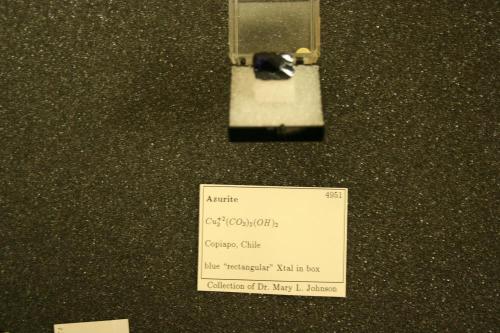 4951
Azurite
Cu₃⁺²(CO₃)₂(OH)₂
Copiapo, Chile
blue "rectangular" Xtal in box
Collection of Dr. Mary L. Johnson